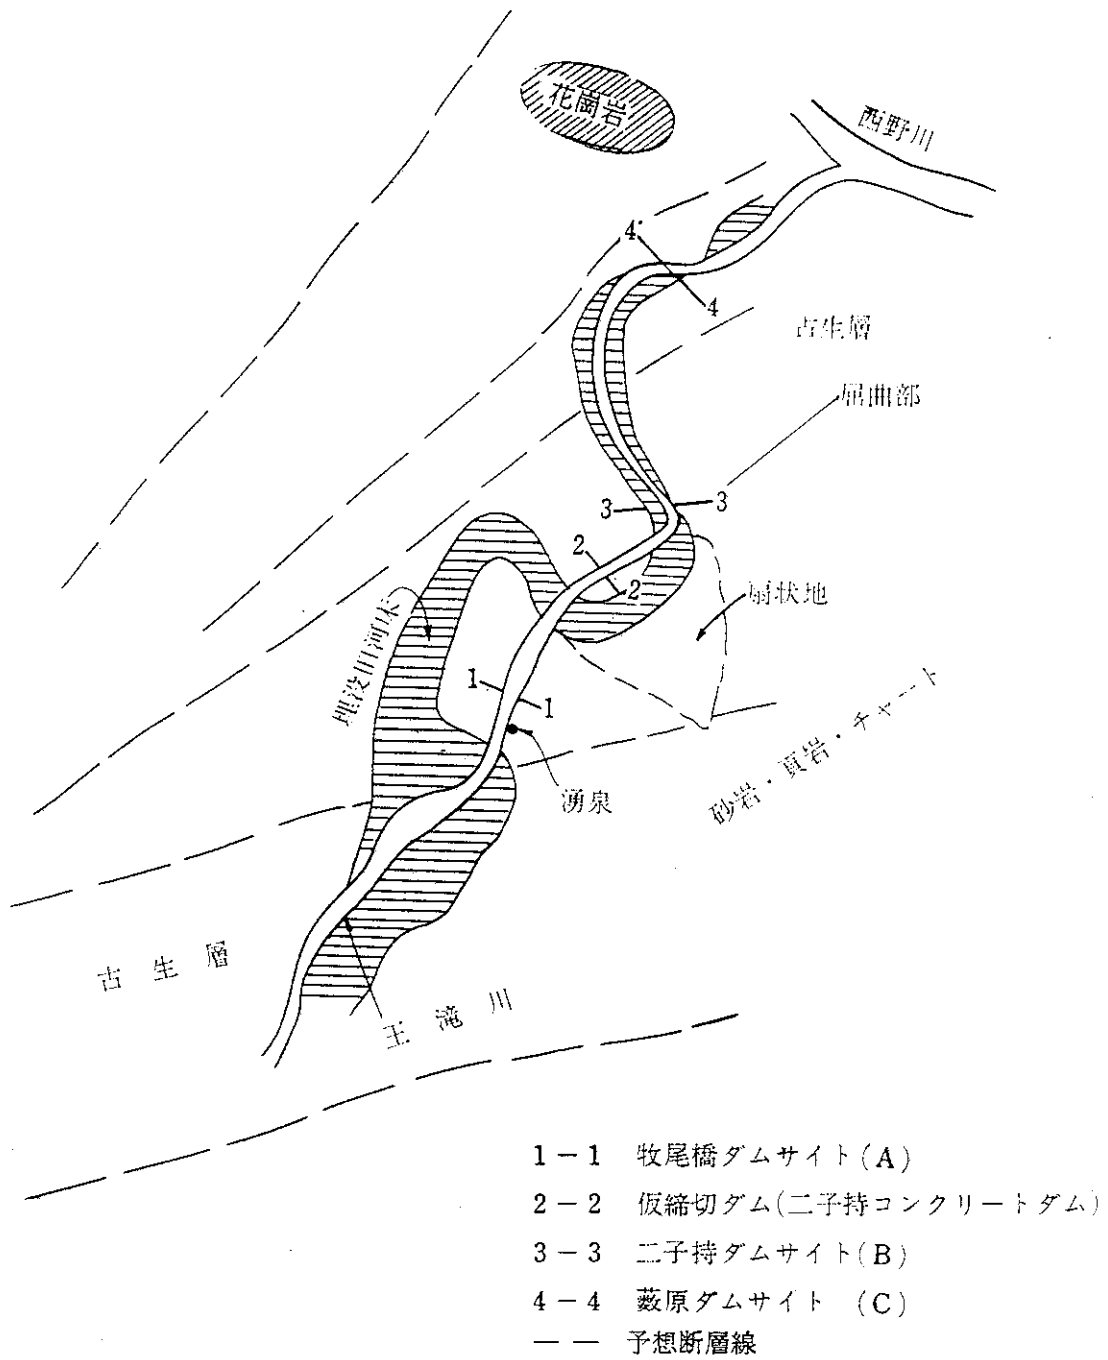 花崗岩
西野川
4
4
古生層
屈曲部
3
3
2
2
扇状地
埋没旧河床
1
1
湧泉
砂岩・頁岩・チャート
古生層
王滝川
1-1 牧尾橋ダムサイト(A)
2-2 仮締切ダム(二子持コンクリートダム)
3-3 二子持ダムサイト(B)
4-4 藪原ダムサイト (C)
― ― 予想断層線